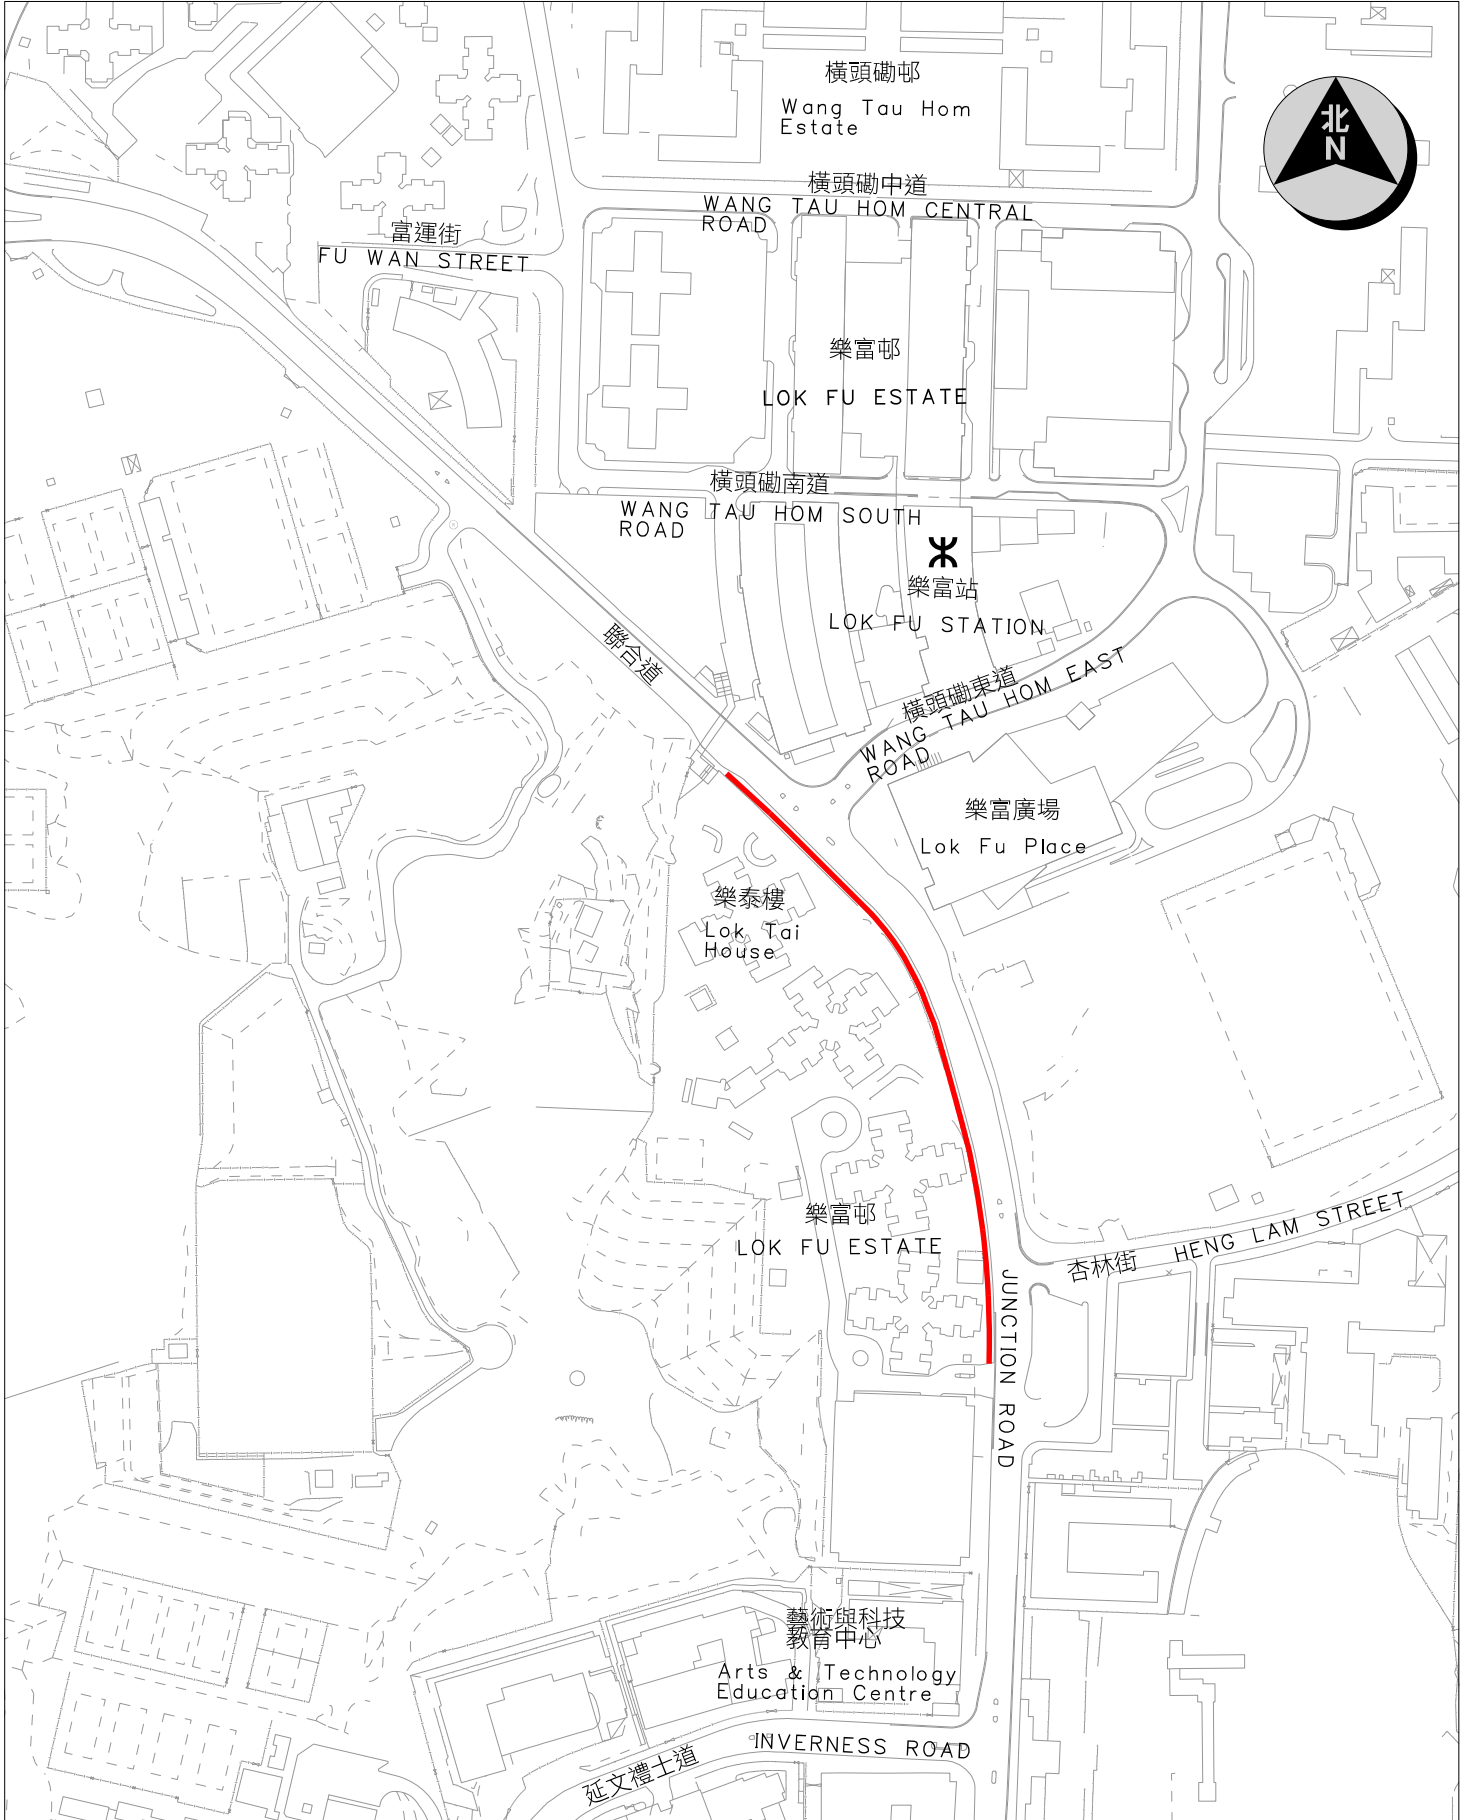 橫頭磡邨
Wang Tau Hom
Estate
北
N
橫頭磡中道
WANG TAU HOM CENTRAL
ROAD
富運街
FU WAN STREET
樂富邨
LOK FU ESTATE
橫頭磡南道
WANG TAU HOM SOUTH
ROAD
樂富站
LOK FU STATION
聯合道
橫頭磡東道
WANG TAU HOM EAST
ROAD
樂富廣場
Lok Fu Place
樂泰樓
Lok Tai
House
樂富邨
LOK FU ESTATE
杏林街 HENG LAM STREET
JUNCTION ROAD
藝術與科技
教育中心
Arts & Technology
Education Centre
延文禮士道
INVERNESS ROAD